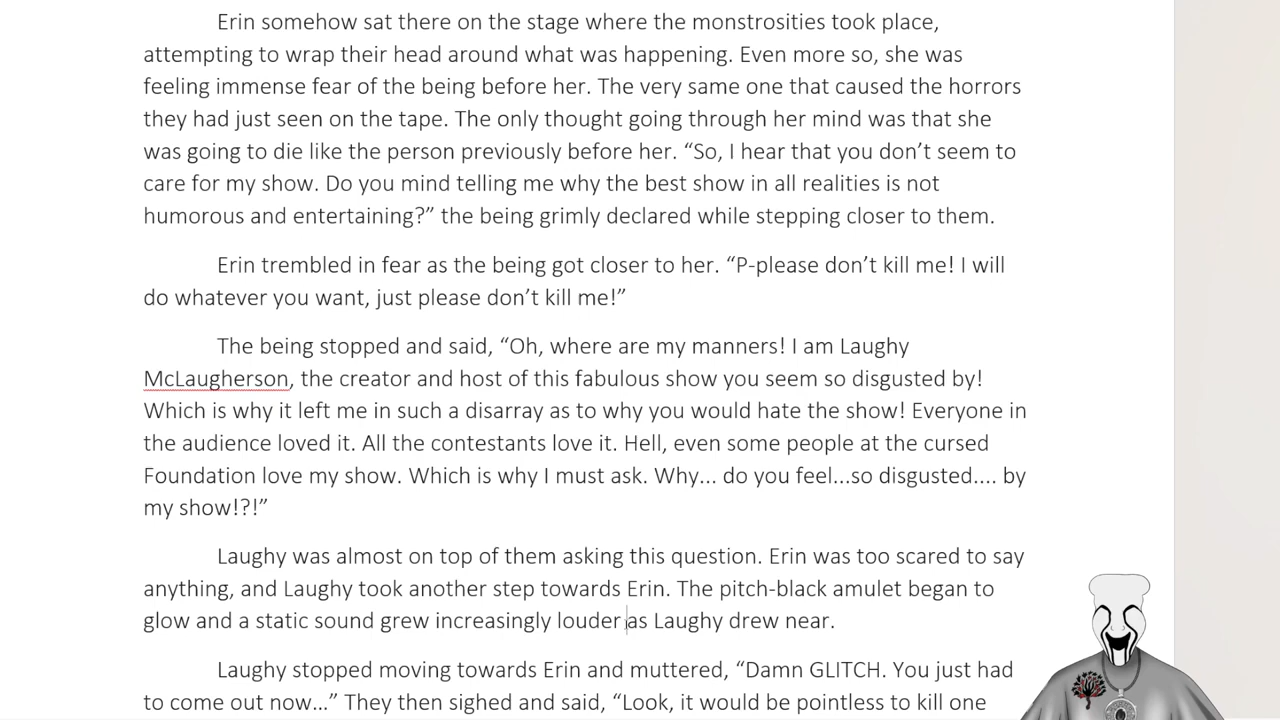 Erin somehow sat there on the stage where the monstrosities took place,
attempting to wrap their head around what was happening. Even more so, she was
feeling immense fear of the being before her. The very same one that caused the horrors
they had just seen on the tape. The only thought going through her mind was that she
was going to die like the person previously before her. “So, I hear that you don’t seem to
care for my show. Do you mind telling me why the best show in all realities is not
humorous and entertaining?” the being grimly declared while stepping closer to them.
Erin trembled in fear as the being got closer to her. “P-please don’t kill me! I will
do whatever you want, just please don’t kill me!”
The being stopped and said, “Oh, where are my manners! I am Laughy
McLaugherson, the creator and host of this fabulous show you seem so disgusted by!
Which is why it left me in such a disarray as to why you would hate the show! Everyone in
the audience loved it. All the contestants love it. Hell, even some people at the cursed
Foundation love my show. Which is why I must ask. Why... do you feel...so disgusted.... by
my show!?!”
Laughy was almost on top of them asking this question. Erin was too scared to say
anything, and Laughy took another step towards Erin. The pitch-black amulet began to
glow and a static sound grew increasingly louder as Laughy drew near.
Laughy stopped moving towards Erin and muttered, “Damn GLITCH. You just had
to come out now...” They then sighed and said, “Look, it would be pointless to kill one